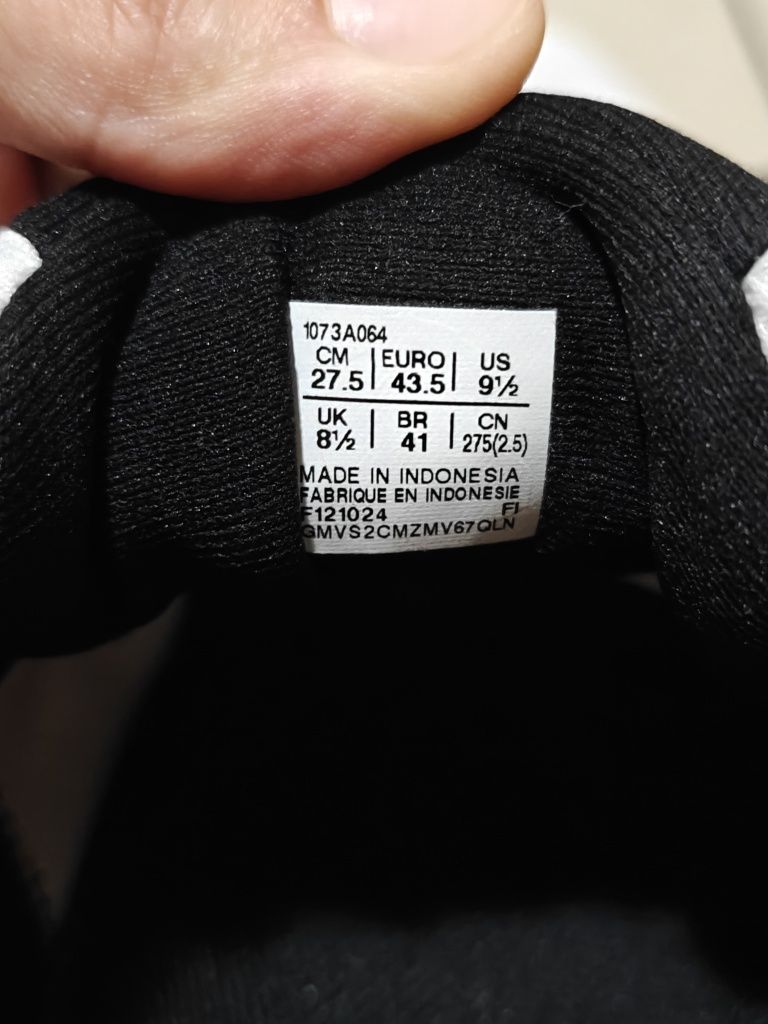 1073A064
CM | EURO | US
27.5 | 43.5 | 9½
UK | BR | CN
8½ | 41 | 275(2.5)
MADE IN INDONESIA
FABRIQUE EN INDONESIE
F121024 FI
GMVS2CMZMV67QLN